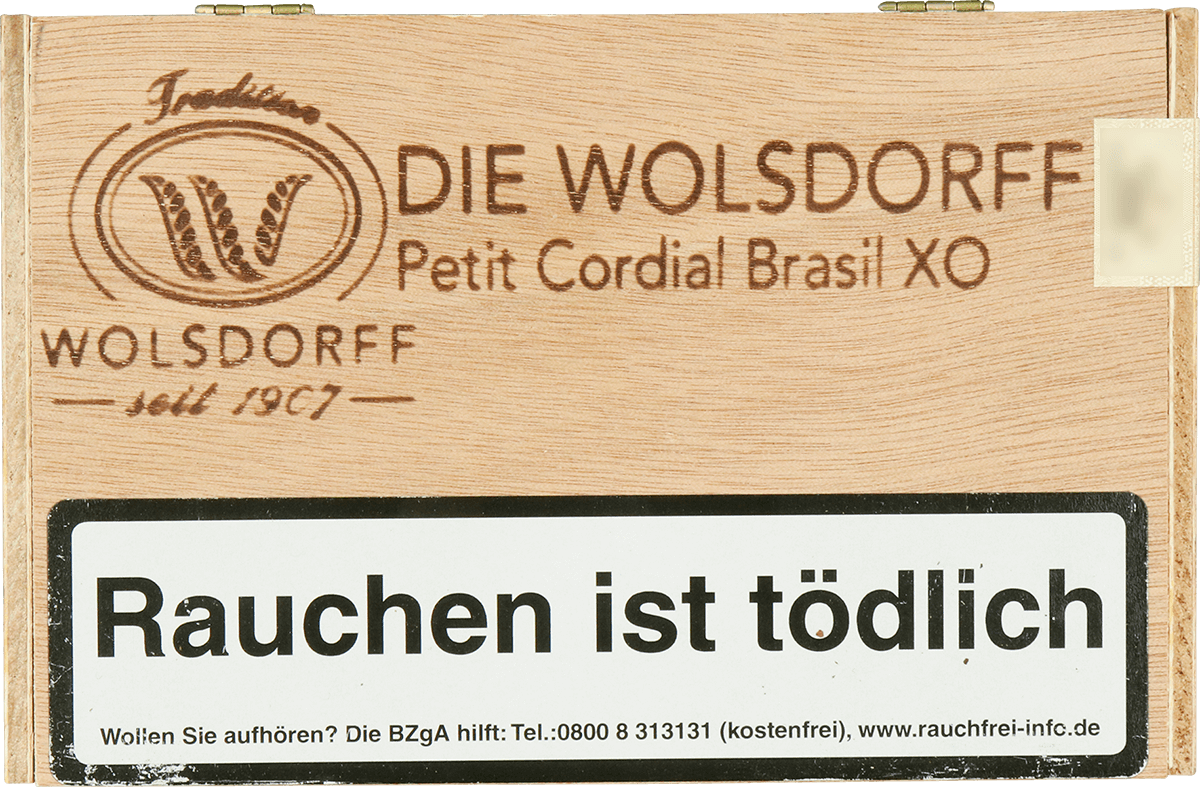 Tradition
DIE WOLSDORFF
Petit Cordial Brasil XO
WOLSDORFF
seit 1907
Rauchen ist tödlich
Wollen Sie aufhören? Die BZgA hilft: Tel.:0800 8 313131 (kostenfrei), www.rauchfrei-info.de